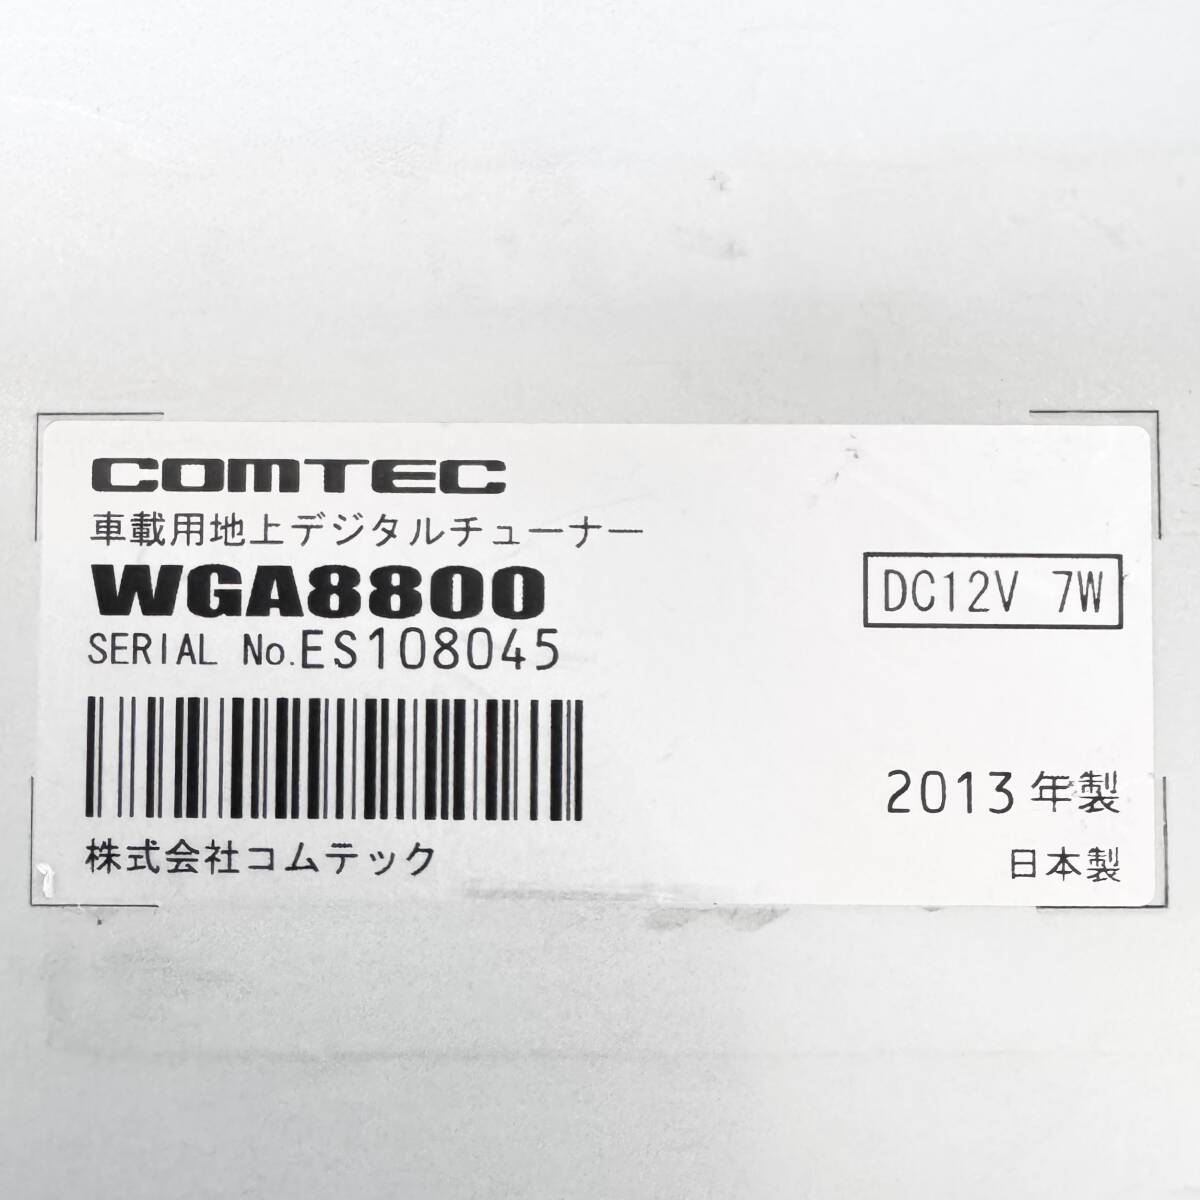 COMTEC
車載用地上デジタルチューナー
WGA8800
DC12V 7W
SERIAL No.ES108045
2013年製
株式会社コムテック
日本製